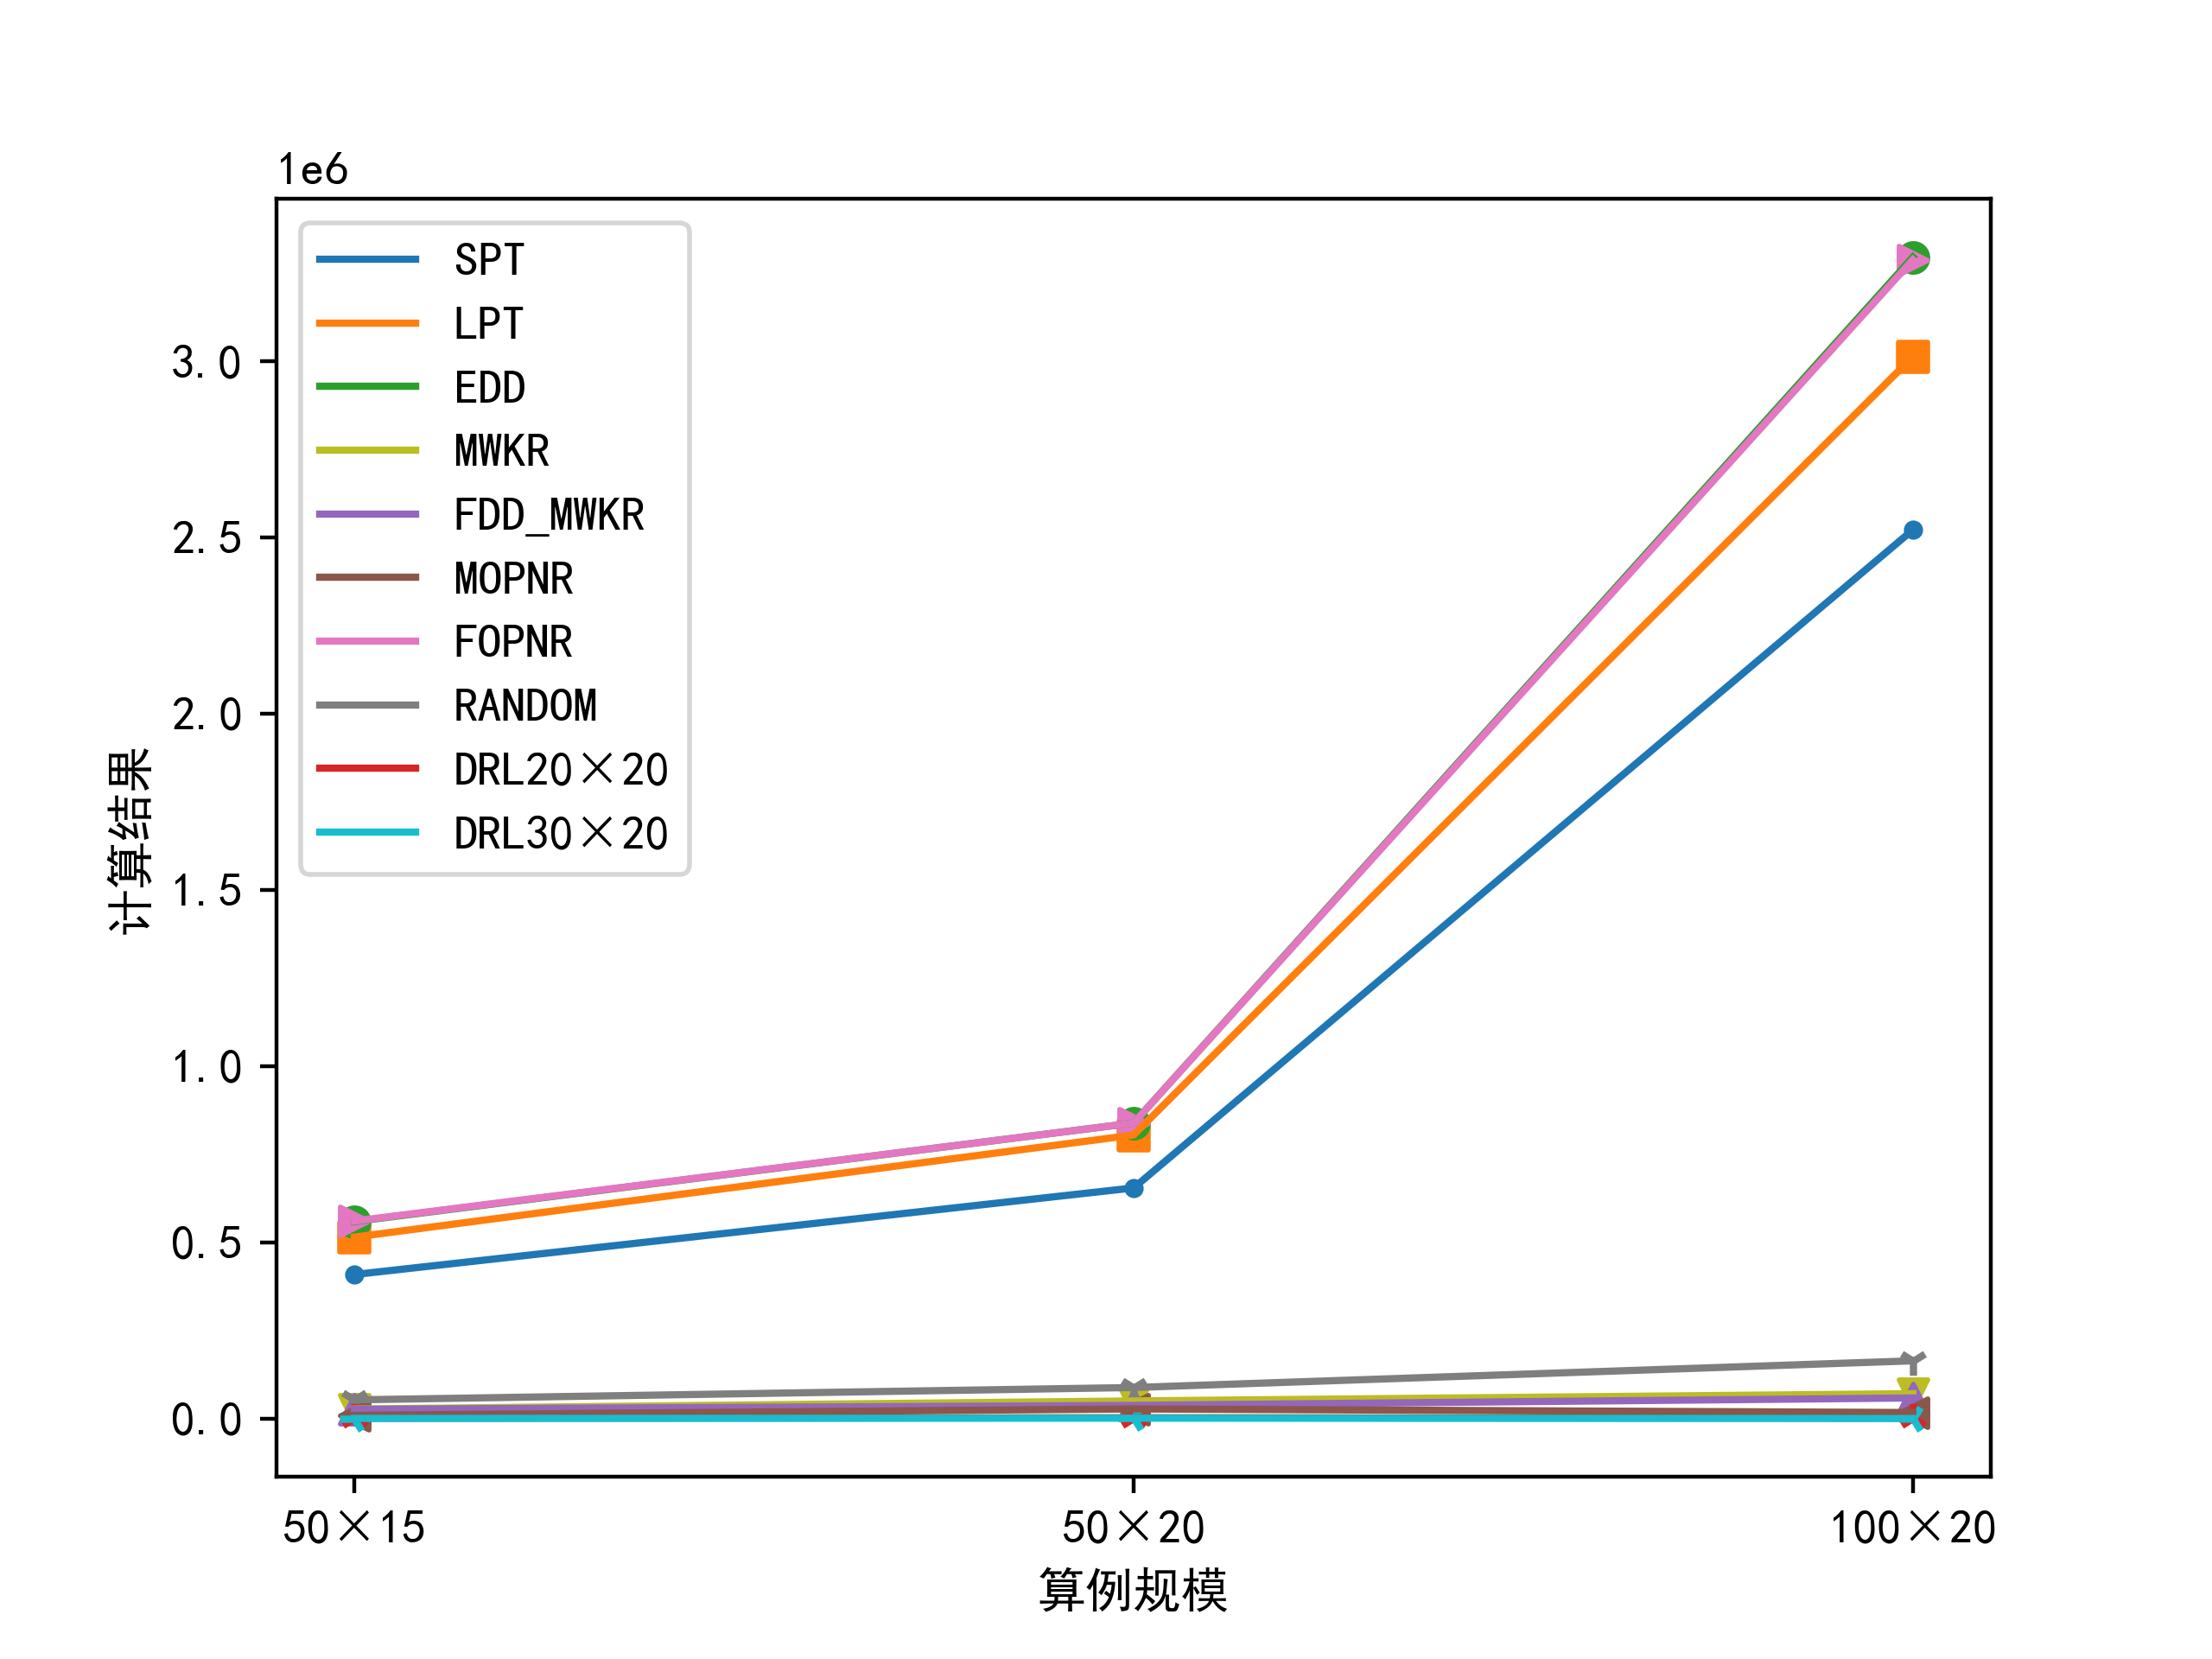 1e6
3.0
2.5
2.0
1.5
1.0
0.5
0.0
计算结果
SPT
LPT
EDD
MWKR
FDD_MWKR
MOPNR
FOPNR
RANDOM
DRL20×20
DRL30×20
50×15
50×20
100×20
算例规模